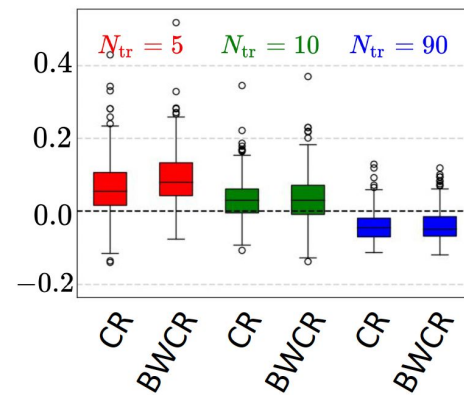 N_tr = 5 N_tr = 10 N_tr = 90
0.4
0.2
0.0
−0.2
CR BWCR CR BWCR CR BWCR